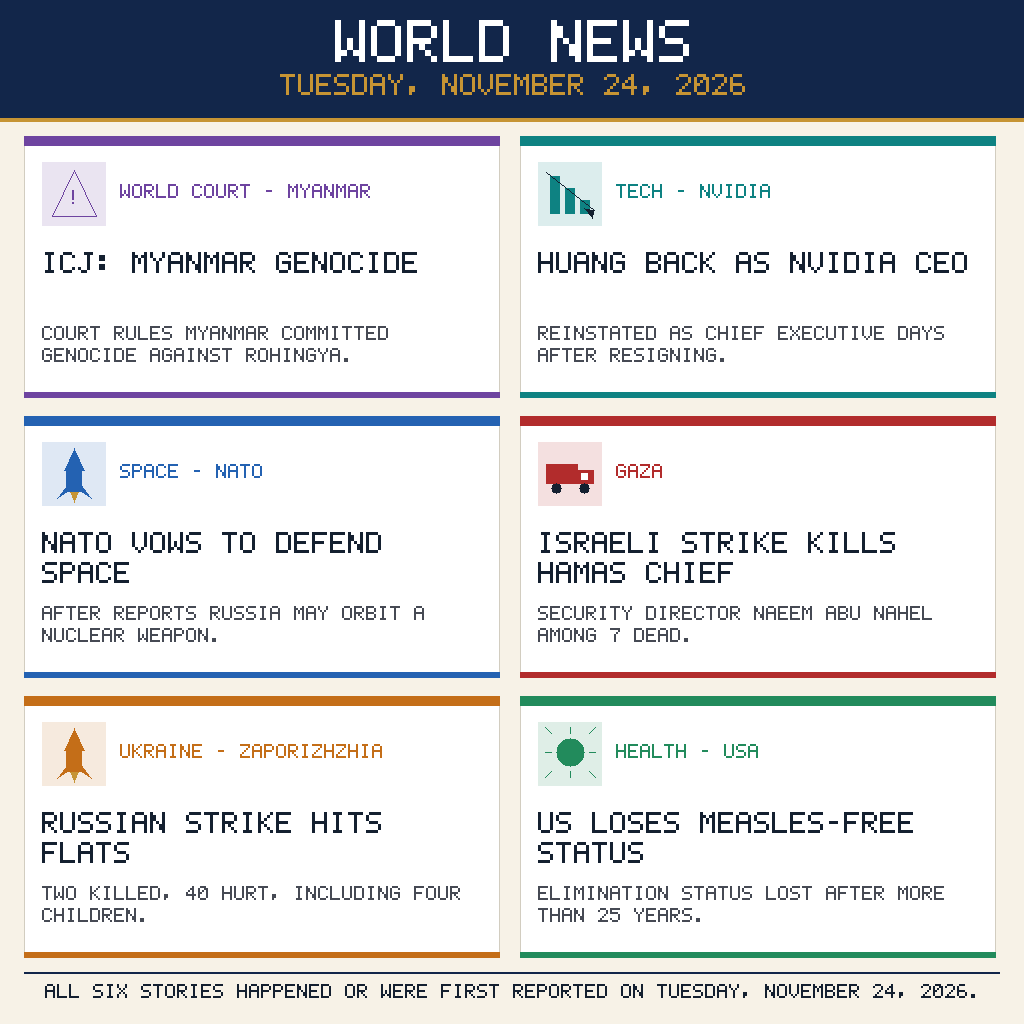 WORLD NEWS
TUESDAY, NOVEMBER 24, 2026
!
WORLD COURT - MYANMAR
ICJ: MYANMAR GENOCIDE
COURT RULES MYANMAR COMMITTED
GENOCIDE AGAINST ROHINGYA.
TECH - NVIDIA
HUANG BACK AS NVIDIA CEO
REINSTATED AS CHIEF EXECUTIVE DAYS
AFTER RESIGNING.
SPACE - NATO
NATO VOWS TO DEFEND
SPACE
AFTER REPORTS RUSSIA MAY ORBIT A
NUCLEAR WEAPON.
GAZA
ISRAELI STRIKE KILLS
HAMAS CHIEF
SECURITY DIRECTOR NAEEM ABU NAHEL
AMONG 7 DEAD.
UKRAINE - ZAPORIZHZHIA
RUSSIAN STRIKE HITS
FLATS
TWO KILLED, 40 HURT, INCLUDING FOUR
CHILDREN.
HEALTH - USA
US LOSES MEASLES-FREE
STATUS
ELIMINATION STATUS LOST AFTER MORE
THAN 25 YEARS.
ALL SIX STORIES HAPPENED OR WERE FIRST REPORTED ON TUESDAY, NOVEMBER 24, 2026.